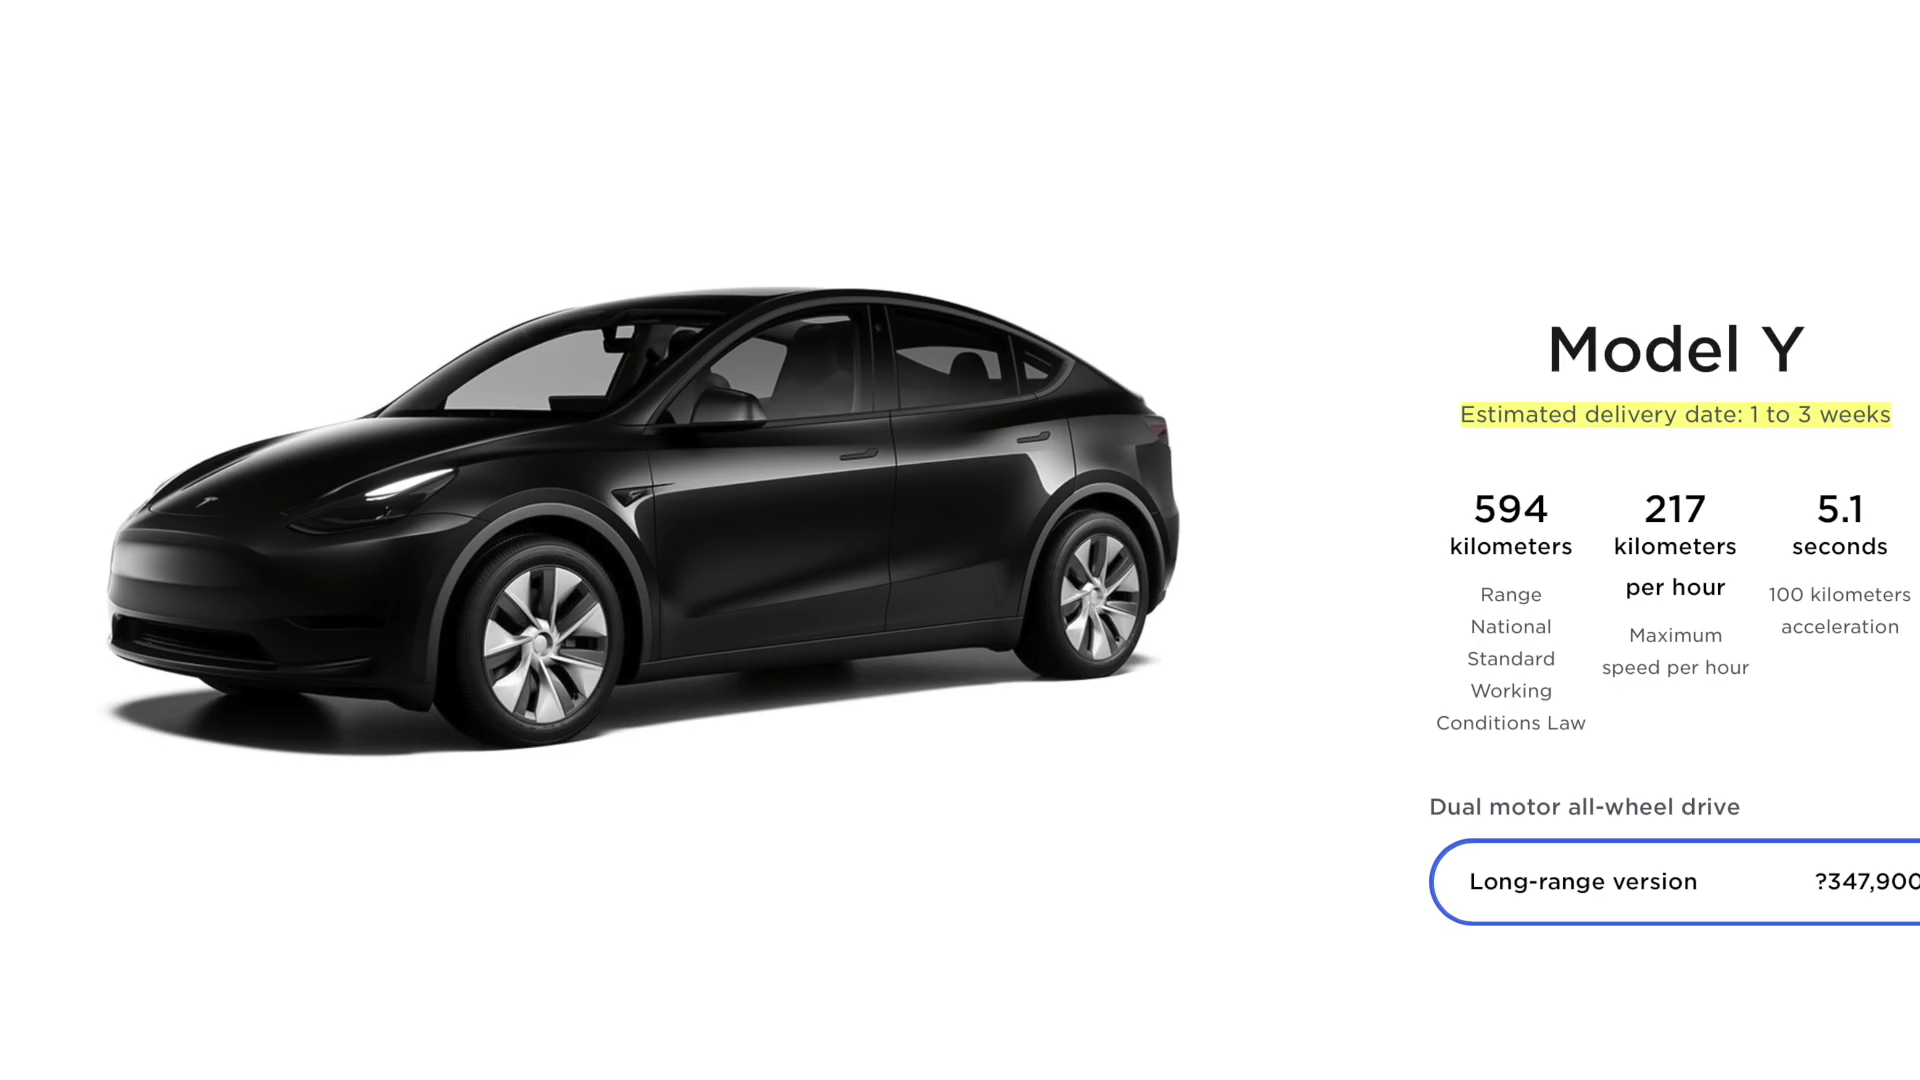 Model Y
Estimated delivery date: 1 to 3 weeks
594
kilometers
Range
National
Standard
Working
Conditions Law
217
kilometers
per hour
Maximum
speed per hour
5.1
seconds
100 kilometers
acceleration
Dual motor all-wheel drive
Long-range version ?347,900